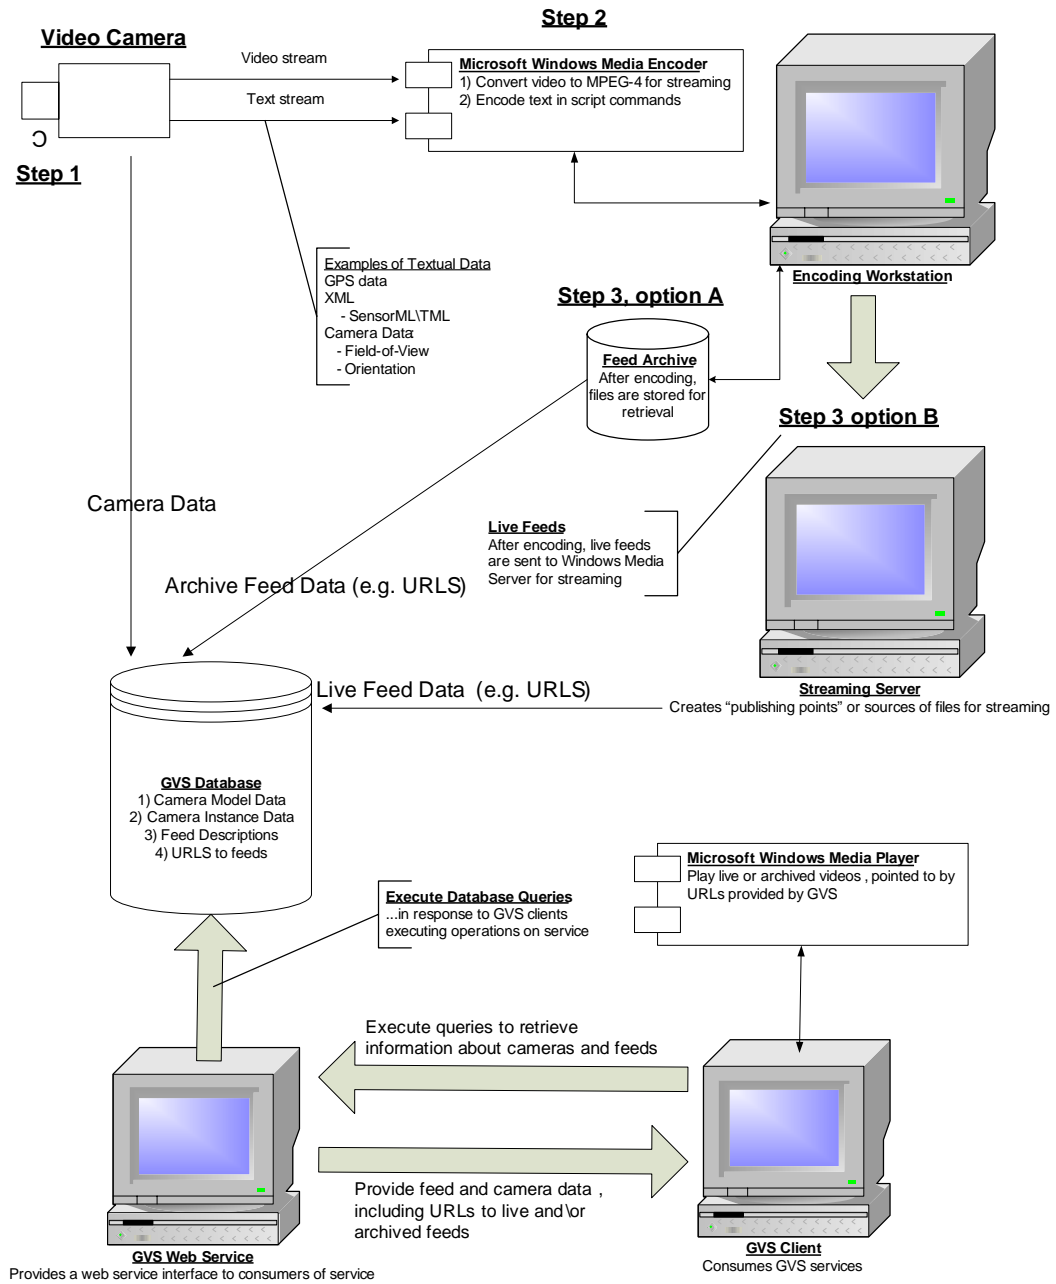 Step 2
Video Camera
Video stream
Text stream
Microsoft Windows Media Encoder
1) Convert video to MPEG-4 for streaming
2) Encode text in script commands
Step 1
Examples of Textual Data
GPS data
XML
- SensorML\TML
Camera Data:
- Field-of-View
- Orientation
Encoding Workstation
Step 3, option A
Feed Archive
After encoding,
files are stored for
retrieval
Step 3 option B
Camera Data
Live Feeds
After encoding, live feeds
are sent to Windows Media
Server for streaming
Archive Feed Data (e.g. URLS)
Live Feed Data (e.g. URLS)
Streaming Server
Creates “publishing points” or sources of files for streaming
GVS Database
1) Camera Model Data
2) Camera Instance Data
3) Feed Descriptions
4) URLS to feeds
Microsoft Windows Media Player
Play live or archived videos , pointed to by
URLs provided by GVS
Execute Database Queries
...in response to GVS clients
executing operations on service
Execute queries to retrieve
information about cameras and feeds
Provide feed and camera data ,
including URLs to live and\or
archived feeds
GVS Web Service
Provides a web service interface to consumers of service
GVS Client
Consumes GVS services